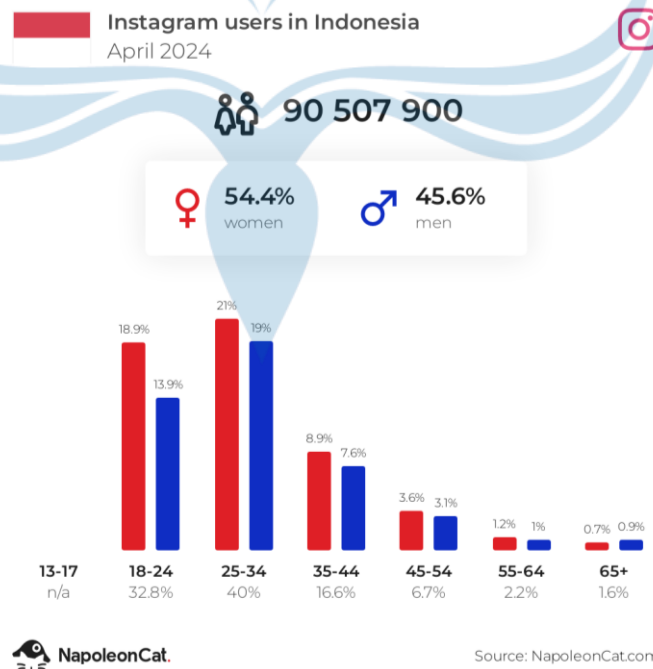 Instagram users in Indonesia
April 2024
90 507 900
54.4% 45.6%
women men
21%
18.9% 19%
13.9%
8.9%
7.6%
3.6% 3.1%
1.2% 1% 0.7% 0.9%
13-17 18-24 25-34 35-44 45-54 55-64 65+
n/a 32.8% 40% 16.6% 6.7% 2.2% 1.6%
NapoleonCat. Source: NapoleonCat.com